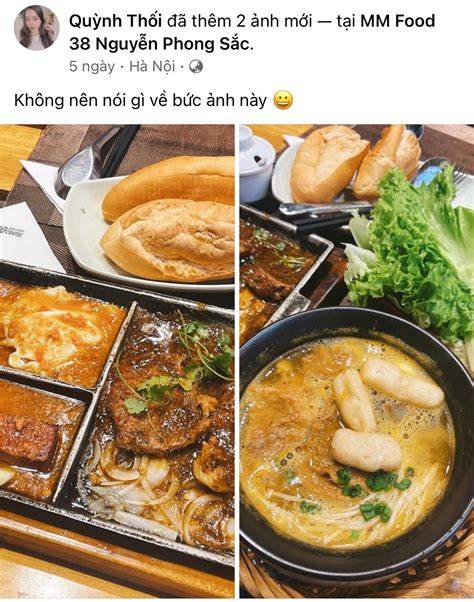 Quỳnh Thối đã thêm 2 ảnh mới — tại MM Food
38 Nguyễn Phong Sắc.
5 ngày · Hà Nội ·
Không nên nói gì về bức ảnh này 😀